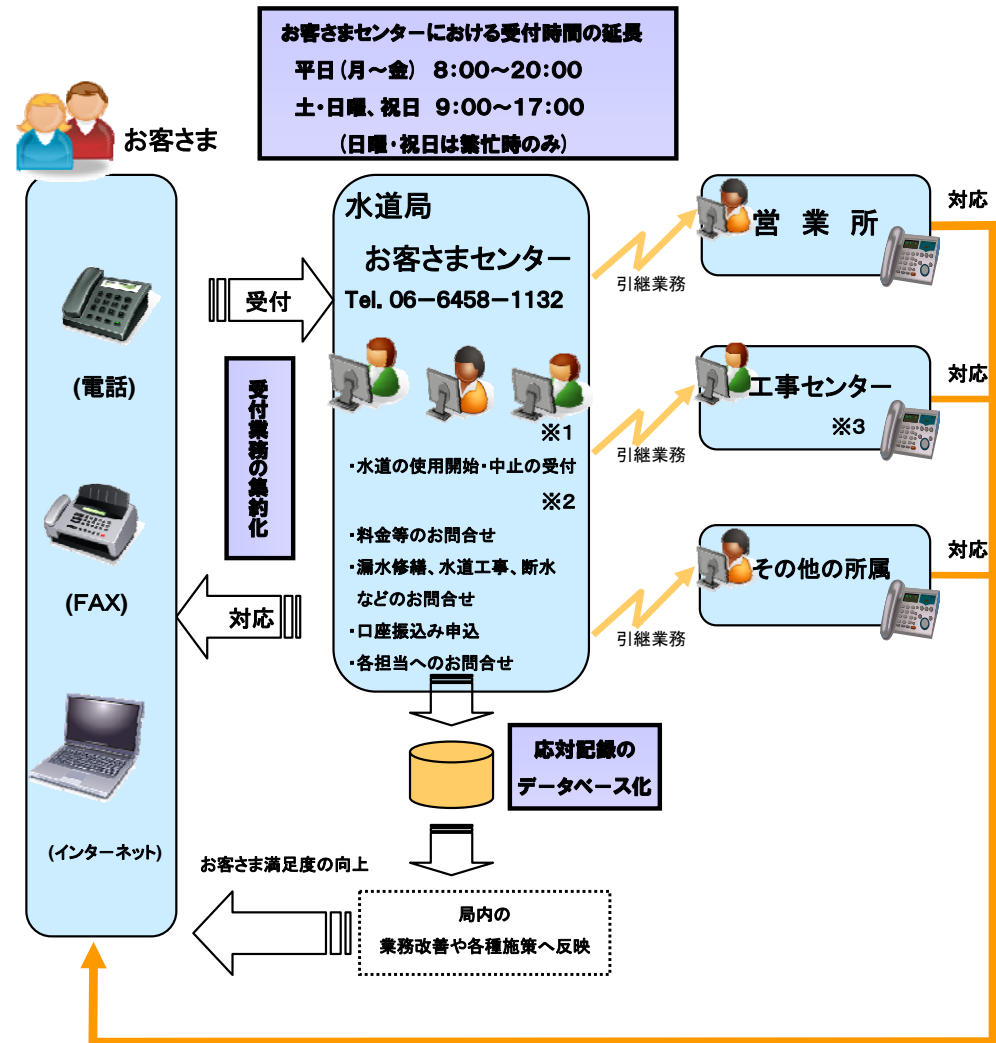 お客さまセンターにおける受付時間の延長
平日(月～金) 8:00～20:00
土・日曜、祝日 9:00～17:00
(日曜・祝日は繁忙時のみ)
お客さま
(電話)
(FAX)
(インターネット)
受付
受付業務の集約化
対応
水道局
お客さまセンター
Tel. 06－6458－1132
※1
・水道の使用開始・中止の受付
※2
・料金等のお問合せ
・漏水修繕、水道工事、断水
などのお問合せ
・口座振込み申込
・各担当へのお問合せ
引継業務
営業所
対応
引継業務
工事センター
※3
対応
引継業務
その他の所属
対応
応対記録の
データベース化
お客さま満足度の向上
局内の
業務改善や各種施策へ反映